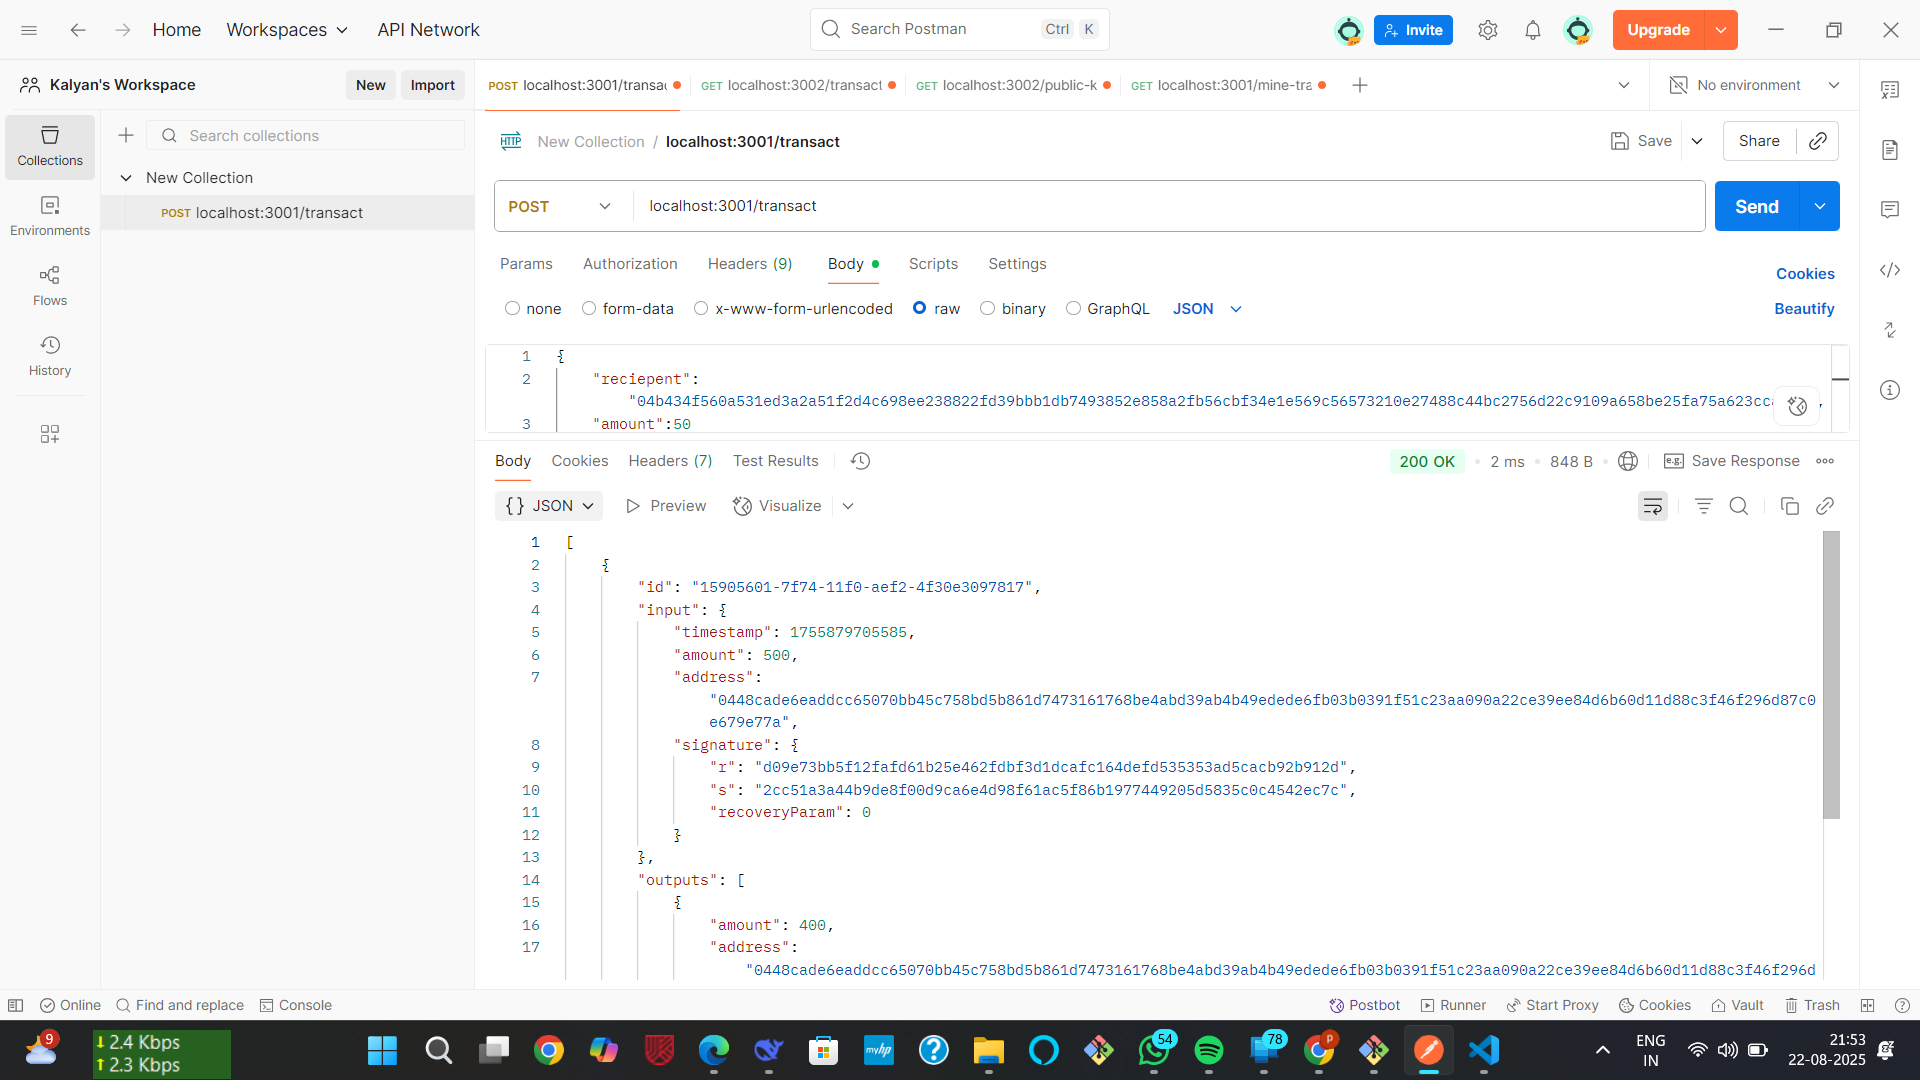 Home
Workspaces
API Network
Search Postman
Ctrl
K
Invite
Upgrade
Kalyan's Workspace
New
Import
POST localhost:3001/transac
GET localhost:3002/transact
GET localhost:3002/public-k
GET localhost:3001/mine-tra
No environment
Collections
Environments
Flows
History
Search collections
New Collection
POST localhost:3001/transact
HTTP New Collection / localhost:3001/transact
Save
Share
POST
localhost:3001/transact
Send
Params
Authorization
Headers (9)
Body
Scripts
Settings
Cookies
none
form-data
x-www-form-urlencoded
raw
binary
GraphQL
JSON
Beautify
1 {
2 "reciepent":
"04b434f560a531ed3a2a51f2d4c698ee238822fd39bbb1db7493852e858a2fb56cbf34e1e569c56573210e27488c44bc2756d22c9109a658be25fa75a623cc
3 "amount":50
Body
Cookies
Headers (7)
Test Results
200 OK
2 ms
848 B
e.g. Save Response
{} JSON
Preview
Visualize
1 [
2 {
3 "id": "15905601-7f74-11f0-aef2-4f30e3097817",
4 "input": {
5 "timestamp": 1755879705585,
6 "amount": 500,
7 "address":
"0448cade6eaddcc65070bb45c758bd5b861d7473161768be4abd39ab4b49edede6fb03b0391f51c23aa090a22ce39ee84d6b60d11d88c3f46f296d87c0
e679e77a",
8 "signature": {
9 "r": "d09e73bb5f12fafd61b25e462fdbf3d1dcafc164defd535353ad5cacb92b912d",
10 "s": "2cc51a3a44b9de8f00d9ca6e4d98f61ac5f86b1977449205d5835c0c4542ec7c",
11 "recoveryParam": 0
12 }
13 },
14 "outputs": [
15 {
16 "amount": 400,
17 "address":
"0448cade6eaddcc65070bb45c758bd5b861d7473161768be4abd39ab4b49edede6fb03b0391f51c23aa090a22ce39ee84d6b60d11d88c3f46f296d
Online
Find and replace
Console
Postbot
Runner
Start Proxy
Cookies
Vault
Trash
9
2.4 Kbps
2.3 Kbps
myhp
54
78
P
ENG
IN
21:53
22-08-2025